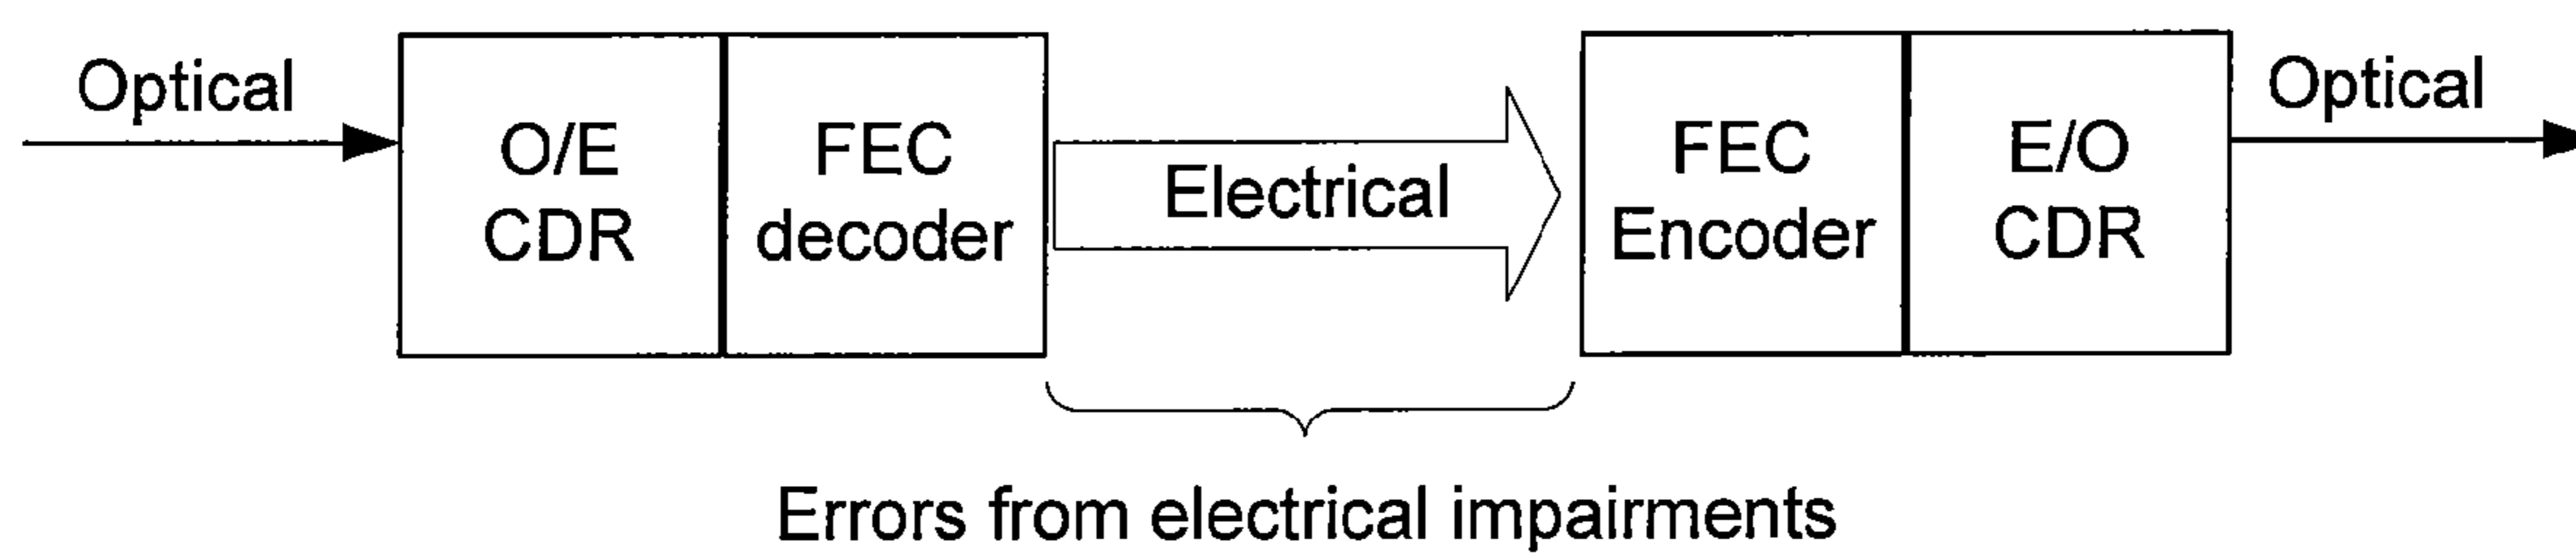 Optical
O/E
CDR
FEC
decoder
Electrical
FEC
Encoder
E/O
CDR
Optical
Errors from electrical impairments